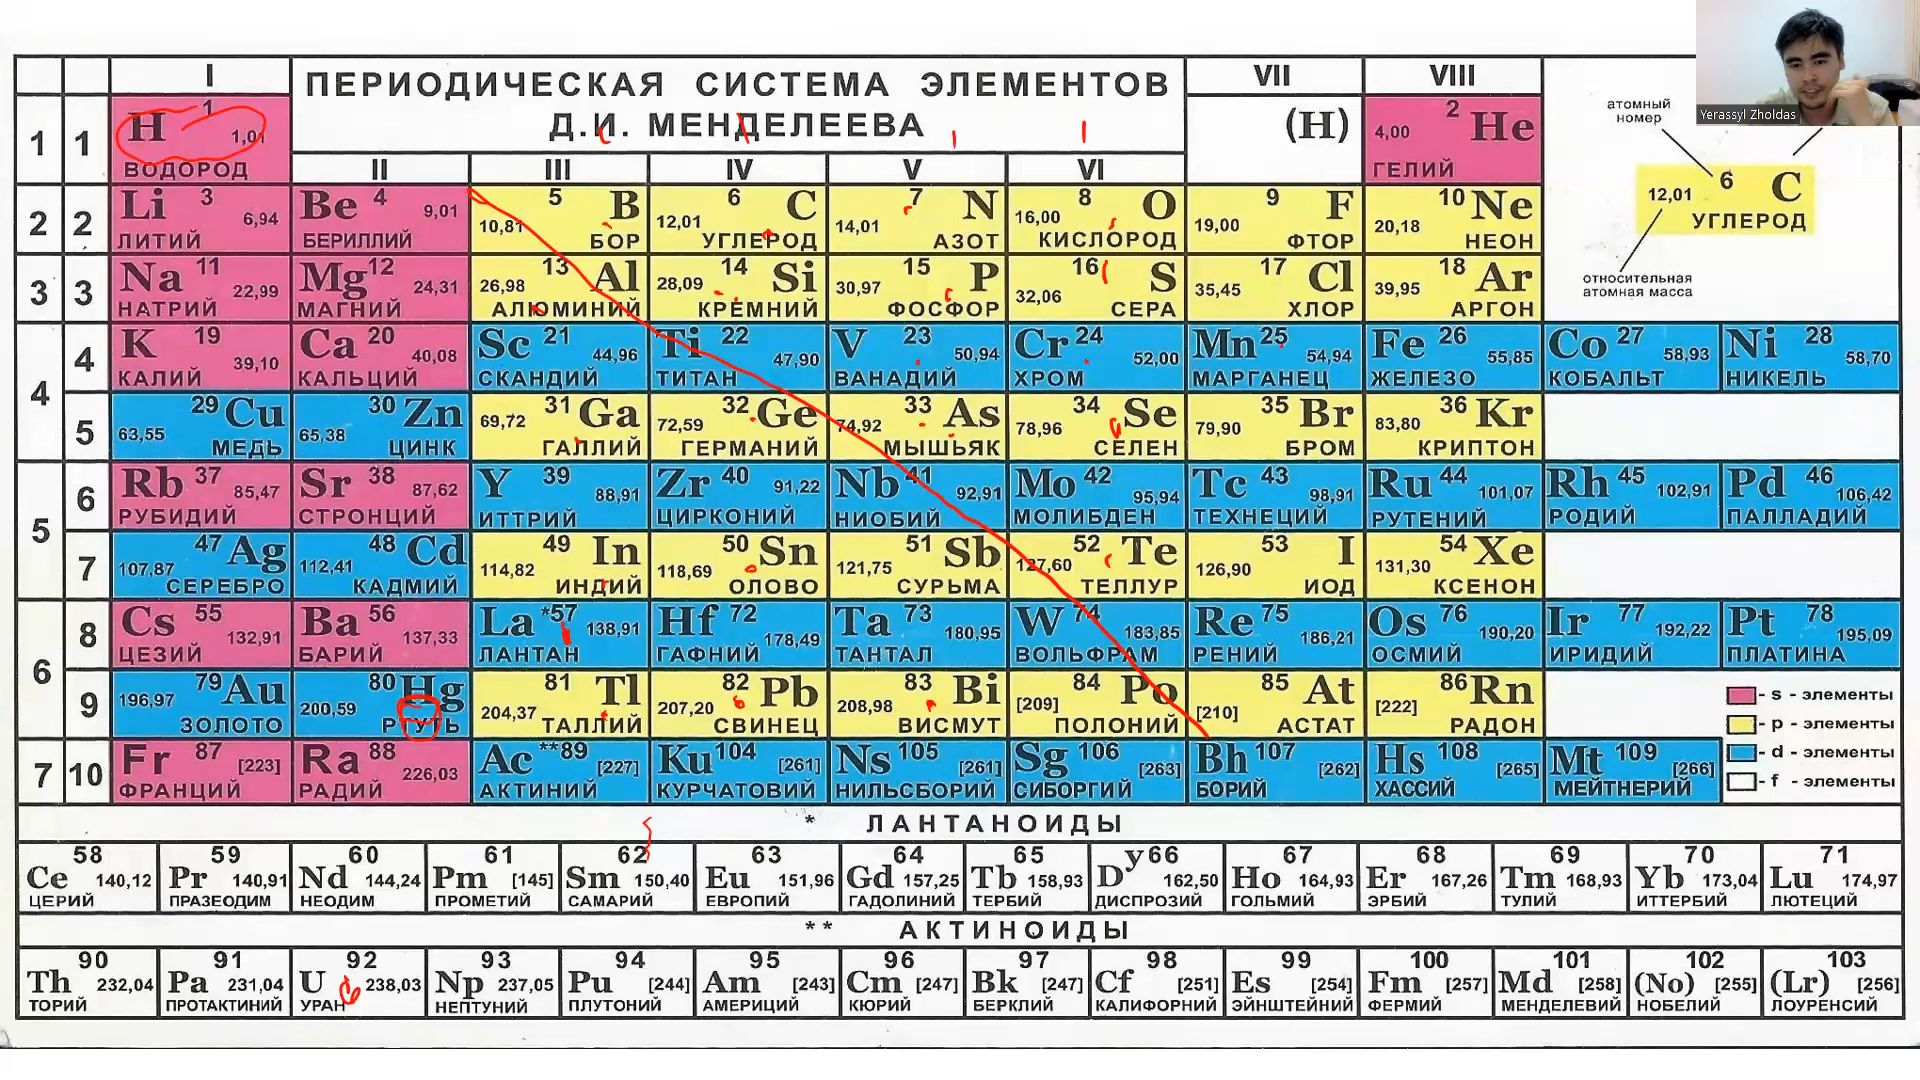 Yerassyl Zholdas
I
ПЕРИОДИЧЕСКАЯ СИСТЕМА ЭЛЕМЕНТОВ
Д.И. МЕНДЕЛЕЕВА
VII VIII
II III IV V VI
1 1 H 1 1,01 ВОДОРОД (H) 4,00 2 He ГЕЛИЙ
2 2 Li 3 6,94 ЛИТИЙ Be 4 9,01 БЕРИЛЛИЙ 10,81 5 B БОР 12,01 6 C УГЛЕРОД 14,01 7 N АЗОТ 16,00 8 O КИСЛОРОД 19,00 9 F ФТОР 20,18 10 Ne НЕОН
3 3 Na 11 22,99 НАТРИЙ Mg 12 24,31 МАГНИЙ 26,98 13 Al АЛЮМИНИЙ 28,09 14 Si КРЕМНИЙ 30,97 15 P ФОСФОР 32,06 16 S СЕРА 35,45 17 Cl ХЛОР 39,95 18 Ar АРГОН
4 4 K 19 39,10 КАЛИЙ Ca 20 40,08 КАЛЬЦИЙ Sc 21 44,96 СКАНДИЙ Ti 22 47,90 ТИТАН V 23 50,94 ВАНАДИЙ Cr 24 52,00 ХРОМ Mn 25 54,94 МАРГАНЕЦ Fe 26 55,85 ЖЕЛЕЗО Co 27 58,93 КОБАЛЬТ Ni 28 58,70 НИКЕЛЬ
5 63,55 29 Cu МЕДЬ 65,38 30 Zn ЦИНК 69,72 31 Ga ГАЛЛИЙ 72,59 32 Ge ГЕРМАНИЙ 74,92 33 As МЫШЬЯК 78,96 34 Se СЕЛЕН 79,90 35 Br БРОМ 83,80 36 Kr КРИПТОН
5 6 Rb 37 85,47 РУБИДИЙ Sr 38 87,62 СТРОНЦИЙ Y 39 88,91 ИТТРИЙ Zr 40 91,22 ЦИРКОНИЙ Nb 41 92,91 НИОБИЙ Mo 42 95,94 МОЛИБДЕН Tc 43 98,91 ТЕХНЕЦИЙ Ru 44 101,07 РУТЕНИЙ Rh 45 102,91 РОДИЙ Pd 46 106,42 ПАЛЛАДИЙ
7 107,87 47 Ag СЕРЕБРО 112,41 48 Cd КАДМИЙ 114,82 49 In ИНДИЙ 118,69 50 Sn ОЛОВО 121,75 51 Sb СУРЬМА 127,60 52 Te ТЕЛЛУР 126,90 53 I ИОД 131,30 54 Xe КСЕНОН
6 8 Cs 55 132,91 ЦЕЗИЙ Ba 56 137,33 БАРИЙ La *57 138,91 ЛАНТАН Hf 72 178,49 ГАФНИЙ Ta 73 180,95 ТАНТАЛ W 74 183,85 ВОЛЬФРАМ Re 75 186,21 РЕНИЙ Os 76 190,20 ОСМИЙ Ir 77 192,22 ИРИДИЙ Pt 78 195,09 ПЛАТИНА
9 196,97 79 Au ЗОЛОТО 200,59 80 Hg РТУТЬ 204,37 81 Tl ТАЛЛИЙ 207,20 82 Pb СВИНЕЦ 208,98 83 Bi ВИСМУТ [209] 84 Po ПОЛОНИЙ [210] 85 At АСТАТ [222] 86 Rn РАДОН
7 10 Fr 87 [223] ФРАНЦИЙ Ra 88 226,03 РАДИЙ Ac **89 [227] АКТИНИЙ Ku 104 [261] КУРЧАТОВИЙ Ns 105 [261] НИЛЬСБОРИЙ Sg 106 [263] СИБОРГИЙ Bh 107 [262] БОРИЙ Hs 108 [265] ХАССИЙ Mt 109 [266] МЕЙТНЕРИЙ
атомный
номер
12,01 6 C
УГЛЕРОД
относительная
атомная масса
- s - элементы
- p - элементы
- d - элементы
- f - элементы
* ЛАНТАНОИДЫ
58 59 60 61 62 63 64 65 66 67 68 69 70 71
Ce 140,12 Pr 140,91 Nd 144,24 Pm [145] Sm 150,40 Eu 151,96 Gd 157,25 Tb 158,93 Dy 162,50 Ho 164,93 Er 167,26 Tm 168,93 Yb 173,04 Lu 174,97
ЦЕРИЙ ПРАЗЕОДИМ НЕОДИМ ПРОМЕТИЙ САМАРИЙ ЕВРОПИЙ ГАДОЛИНИЙ ТЕРБИЙ ДИСПРОЗИЙ ГОЛЬМИЙ ЭРБИЙ ТУЛИЙ ИТТЕРБИЙ ЛЮТЕЦИЙ
** АКТИНОИДЫ
90 91 92 93 94 95 96 97 98 99 100 101 102 103
Th 232,04 Pa 231,04 U 238,03 Np 237,05 Pu [244] Am [243] Cm [247] Bk [247] Cf [251] Es [254] Fm [257] Md [258] (No) [255] (Lr) [256]
ТОРИЙ ПРОТАКТИНИЙ УРАН НЕПТУНИЙ ПЛУТОНИЙ АМЕРИЦИЙ КЮРИЙ БЕРКЛИЙ КАЛИФОРНИЙ ЭЙНШТЕЙНИЙ ФЕРМИЙ МЕНДЕЛЕВИЙ НОБЕЛИЙ ЛОУРЕНСИЙ